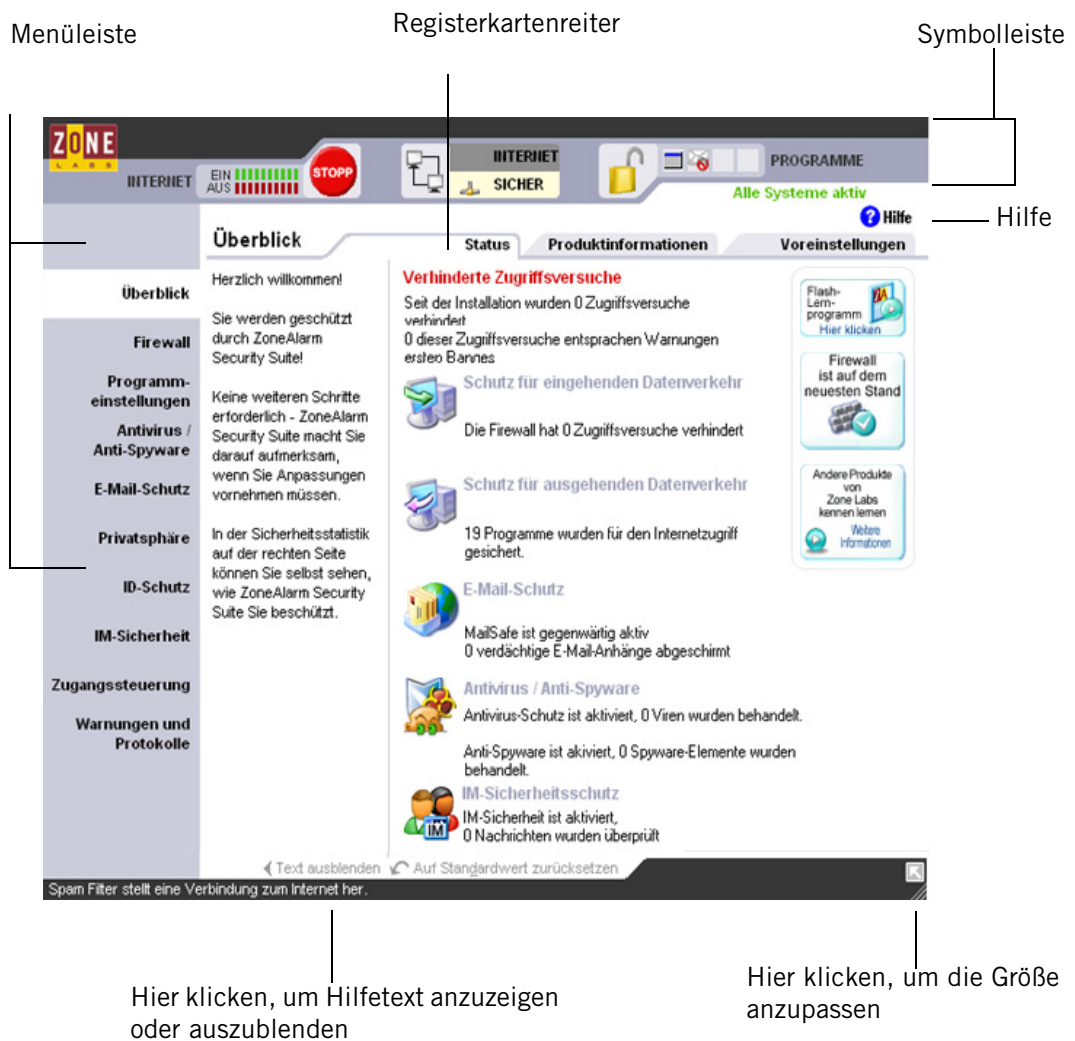 Menüleiste
Registerkartenreiter
Symbolleiste
ZONE
LABS
INTERNET
EIN
AUS
STOPP
INTERNET
SICHER
PROGRAMME
Alle Systeme aktiv
Hilfe
Hilfe
Überblick
Status
Produktinformationen
Voreinstellungen
Überblick
Firewall
Programm-
einstellungen
Antivirus /
Anti-Spyware
E-Mail-Schutz
Privatsphäre
ID-Schutz
IM-Sicherheit
Zugangssteuerung
Warnungen und
Protokolle
Herzlich willkommen!
Sie werden geschützt
durch ZoneAlarm
Security Suite!
Keine weiteren Schritte
erforderlich - ZoneAlarm
Security Suite macht Sie
darauf aufmerksam,
wenn Sie Anpassungen
vornehmen müssen.
In der Sicherheitsstatistik
auf der rechten Seite
können Sie selbst sehen,
wie ZoneAlarm Security
Suite Sie beschützt.
Verhinderte Zugriffsversuche
Seit der Installation wurden 0 Zugriffsversuche
verhindert
0 dieser Zugriffsversuche entsprachen Warnungen
ersten Ranges
Schutz für eingehenden Datenverkehr
Die Firewall hat 0 Zugriffsversuche verhindert
Schutz für ausgehenden Datenverkehr
19 Programme wurden für den Internetzugriff
gesichert.
E-Mail-Schutz
MailSafe ist gegenwärtig aktiv
0 verdächtige E-Mail-Anhänge abgeschirmt
Antivirus / Anti-Spyware
Antivirus-Schutz ist aktiviert, 0 Viren wurden behandelt.
Anti-Spyware ist akiviert, 0 Spyware-Elemente wurden
behandelt.
IM-Sicherheitsschutz
IM
IM-Sicherheit ist aktiviert,
0 Nachrichten wurden überprüft
Flash-
Lern-
programm
ZA
Hier klicken
Firewall
ist auf dem
neuesten Stand
Andere Produkte
von
Zone Labs
kennen lernen
Weitere
Informationen
Text ausblenden
Auf Standardwert zurücksetzen
Spam Filter stellt eine Verbindung zum Internet her.
Hier klicken, um Hilfetext anzuzeigen
oder auszublenden
Hier klicken, um die Größe
anzupassen